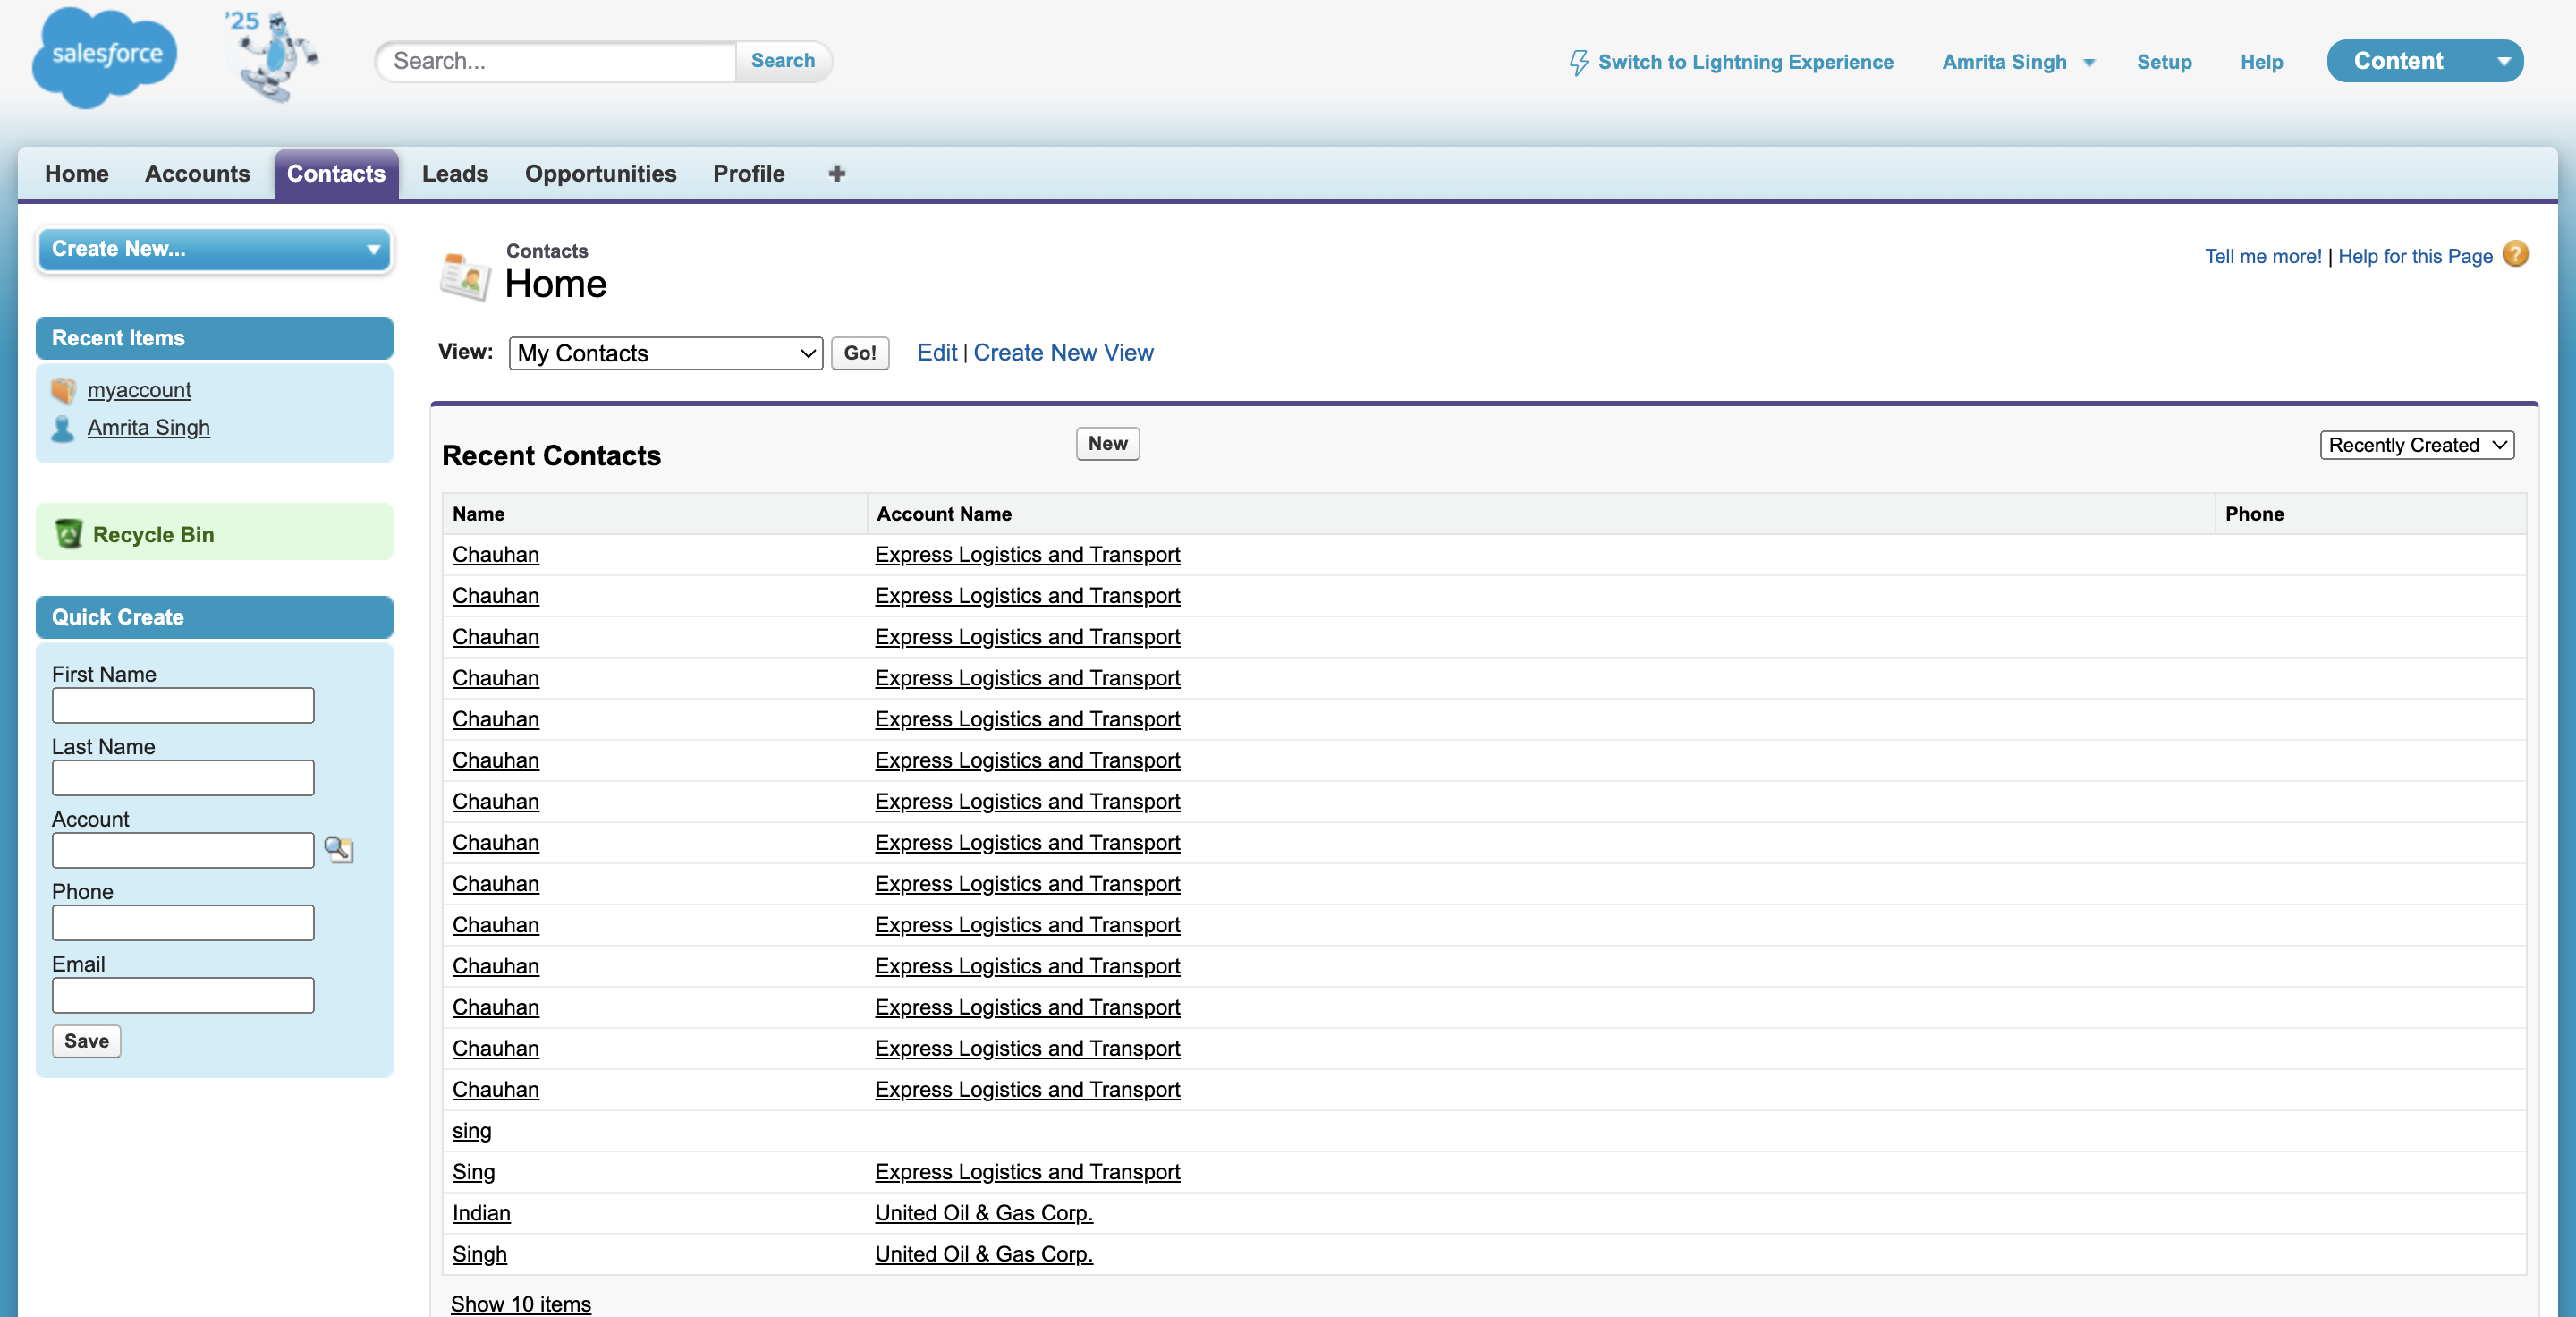 salesforce
'25
Search...
Search
Switch to Lightning Experience
Amrita Singh
Setup
Help
Content
Home
Accounts
Contacts
Leads
Opportunities
Profile
Create New...
Recent Items
myaccount
Amrita Singh
Recycle Bin
Quick Create
First Name
Last Name
Account
Phone
Email
Save
Contacts
Home
Tell me more! | Help for this Page
View: My Contacts Go! Edit | Create New View
Recent Contacts
New
Recently Created
Name Account Name Phone
Chauhan Express Logistics and Transport
Chauhan Express Logistics and Transport
Chauhan Express Logistics and Transport
Chauhan Express Logistics and Transport
Chauhan Express Logistics and Transport
Chauhan Express Logistics and Transport
Chauhan Express Logistics and Transport
Chauhan Express Logistics and Transport
Chauhan Express Logistics and Transport
Chauhan Express Logistics and Transport
Chauhan Express Logistics and Transport
Chauhan Express Logistics and Transport
Chauhan Express Logistics and Transport
Chauhan Express Logistics and Transport
sing
Sing Express Logistics and Transport
Indian United Oil & Gas Corp.
Singh United Oil & Gas Corp.
Show 10 items